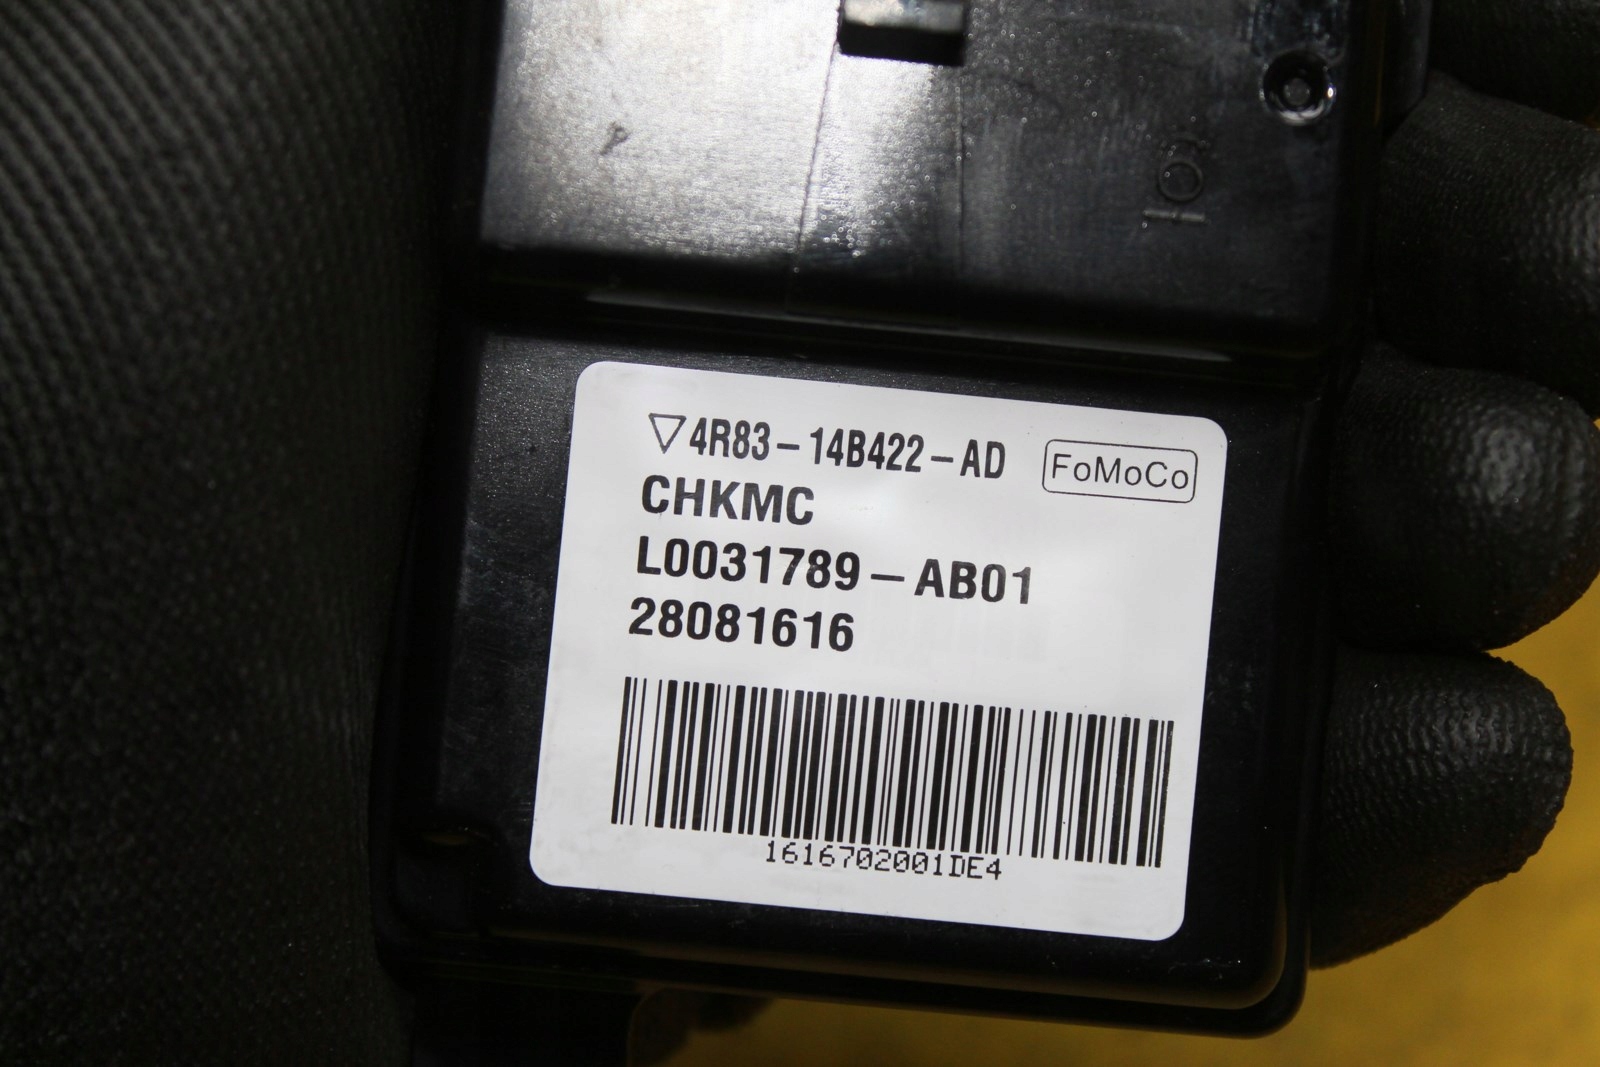 ▽4R83-14B422-AD FoMoCo
CHKMC
L0031789-AB01
28081616
1616702001DE4